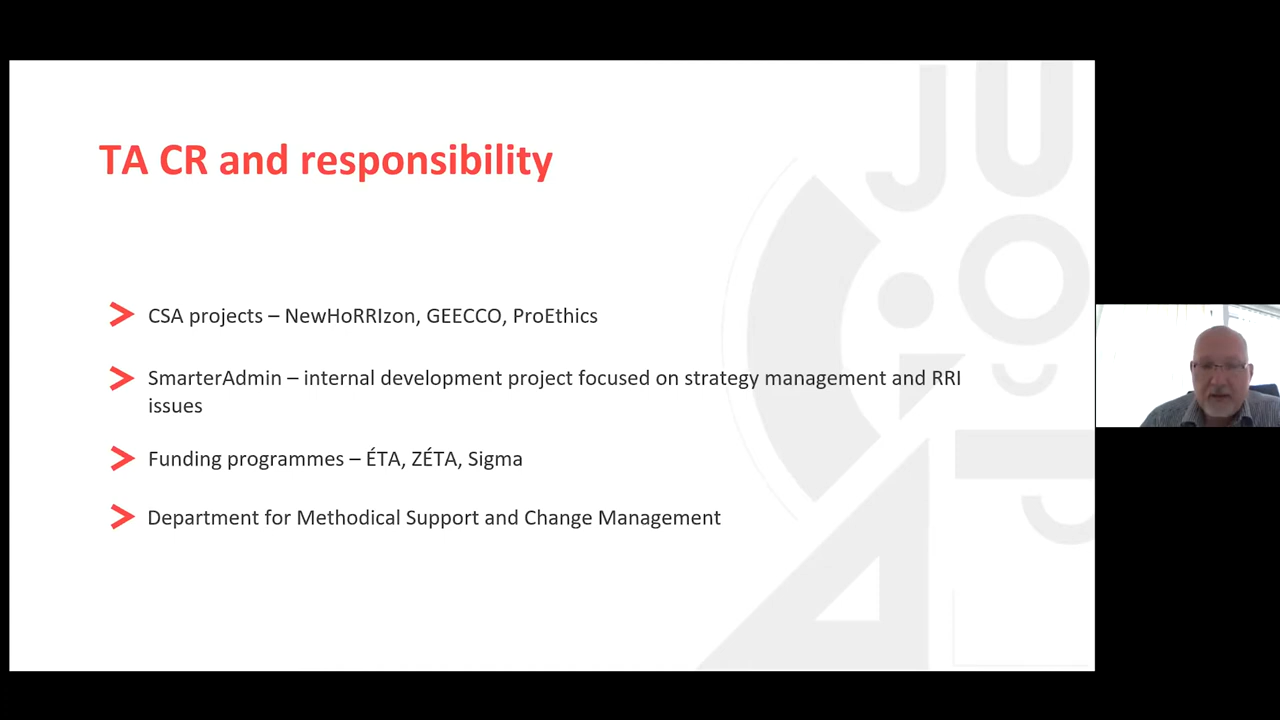 TA CR and responsibility
CSA projects – NewHoRRIzon, GEECCO, ProEthics
SmarterAdmin – internal development project focused on strategy management and RRI
issues
Funding programmes – ÉTA, ZÉTA, Sigma
Department for Methodical Support and Change Management